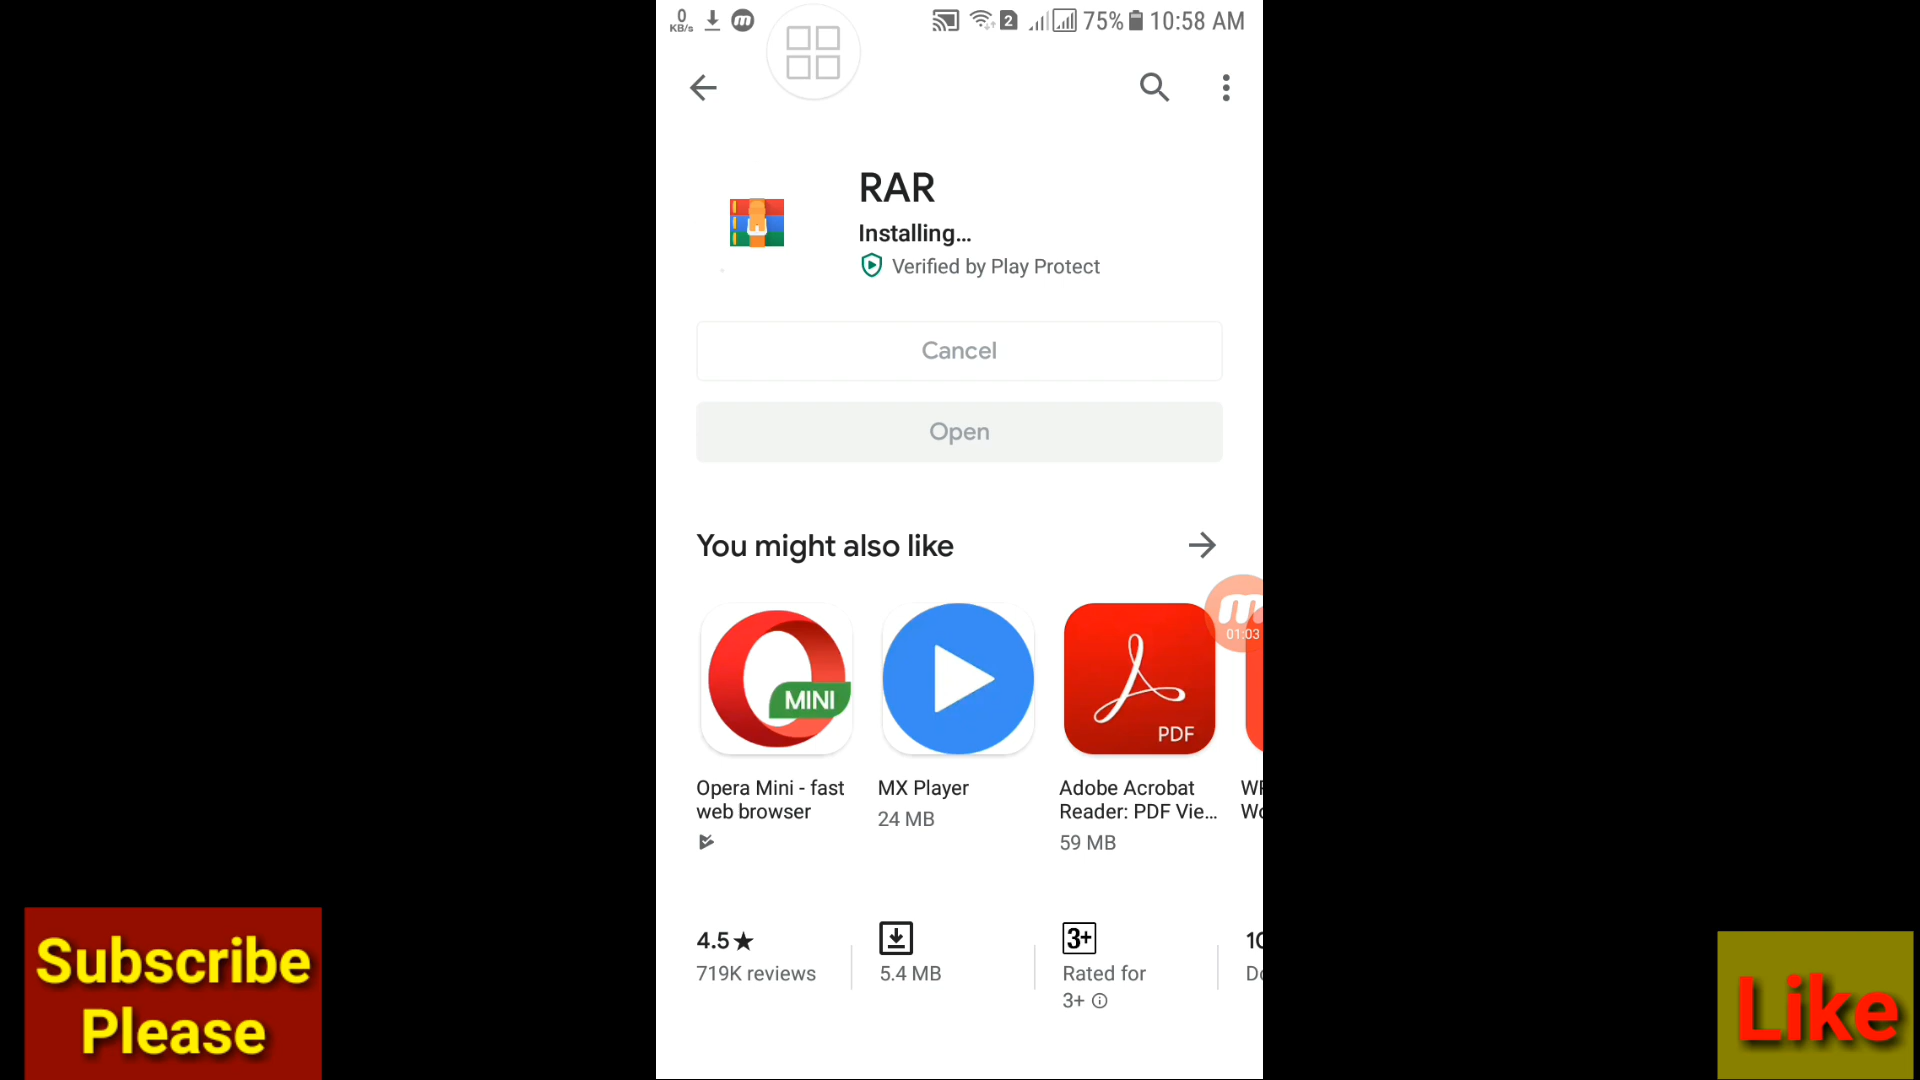 0
KB/s
2
75%
10:58 AM
RAR
Installing...
Verified by Play Protect
Cancel
Open
You might also like
MINI
PDF
01:03
Opera Mini - fast
web browser
MX Player
24 MB
Adobe Acrobat
Reader: PDF Vie...
59 MB
4.5★
719K reviews
5.4 MB
3+
Rated for
3+
Subscribe
Please
Like